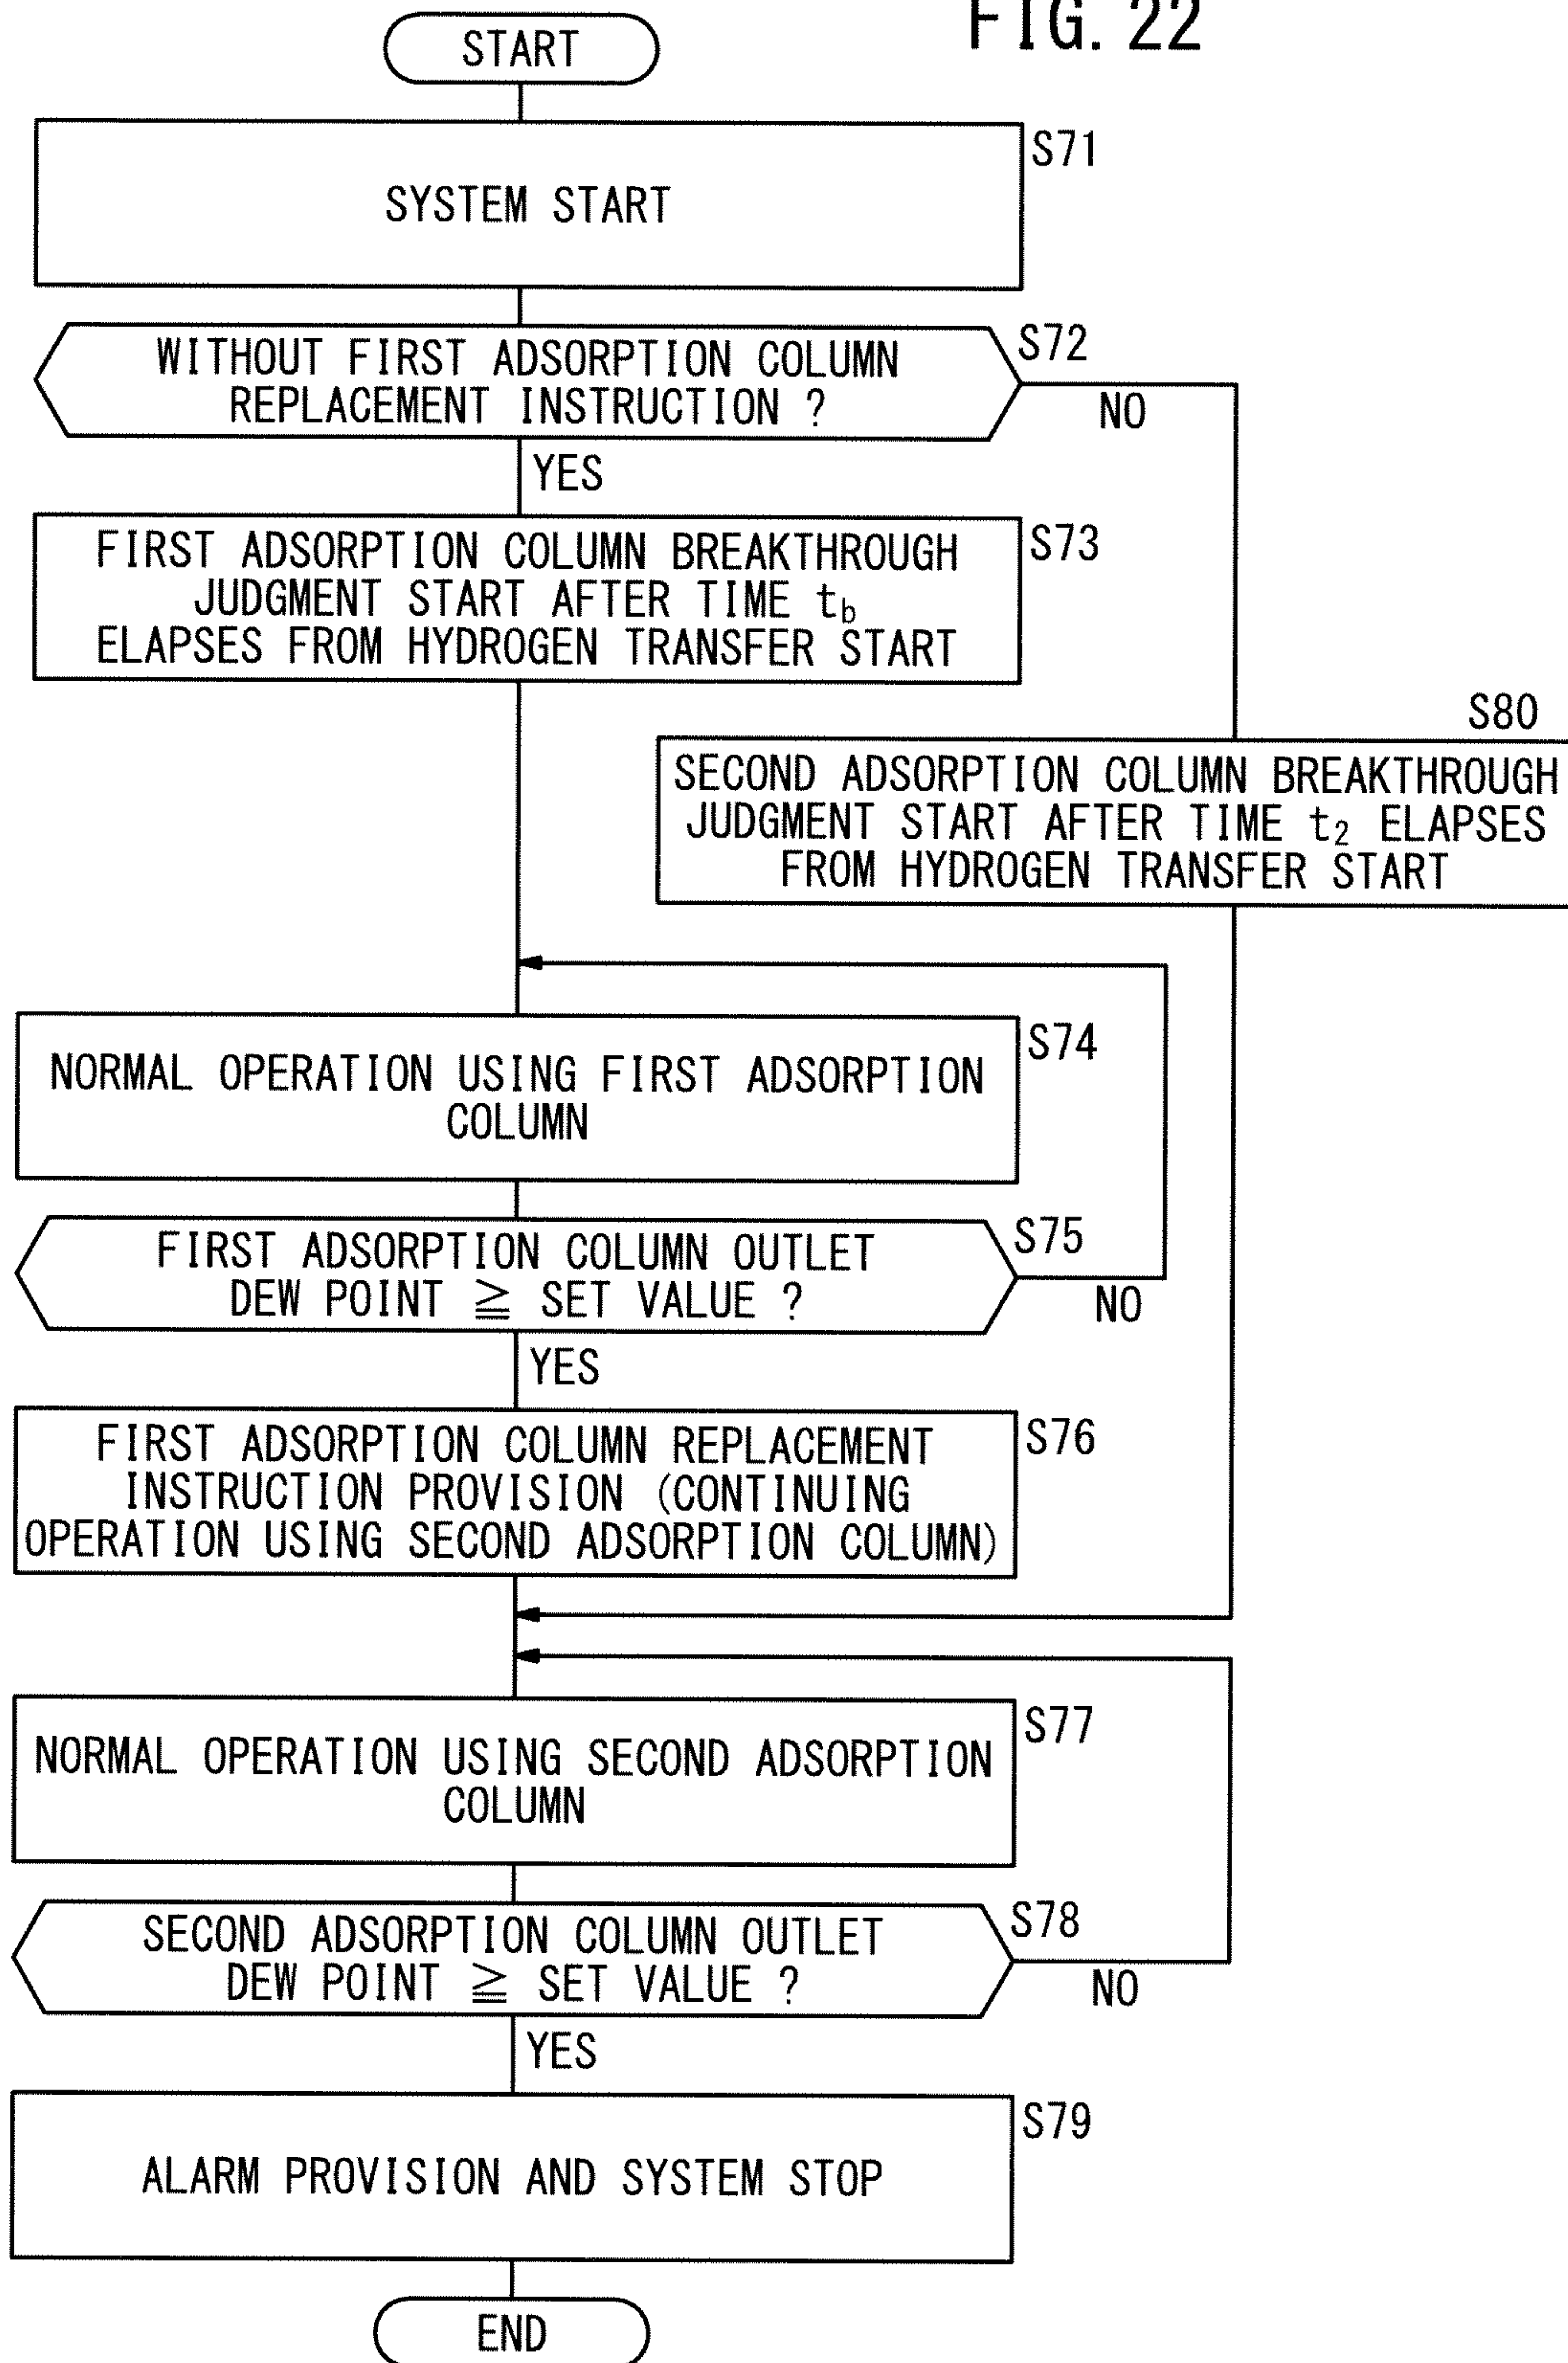 FIG. 22
START
S71
SYSTEM START
S72
WITHOUT FIRST ADSORPTION COLUMN
REPLACEMENT INSTRUCTION ?
NO
YES
S73
FIRST ADSORPTION COLUMN BREAKTHROUGH
JUDGMENT START AFTER TIME tb
ELAPSES FROM HYDROGEN TRANSFER START
S80
SECOND ADSORPTION COLUMN BREAKTHROUGH
JUDGMENT START AFTER TIME t2 ELAPSES
FROM HYDROGEN TRANSFER START
S74
NORMAL OPERATION USING FIRST ADSORPTION
COLUMN
S75
FIRST ADSORPTION COLUMN OUTLET
DEW POINT ≧ SET VALUE ?
NO
YES
S76
FIRST ADSORPTION COLUMN REPLACEMENT
INSTRUCTION PROVISION (CONTINUING
OPERATION USING SECOND ADSORPTION COLUMN)
S77
NORMAL OPERATION USING SECOND ADSORPTION
COLUMN
S78
SECOND ADSORPTION COLUMN OUTLET
DEW POINT ≧ SET VALUE ?
NO
YES
S79
ALARM PROVISION AND SYSTEM STOP
END